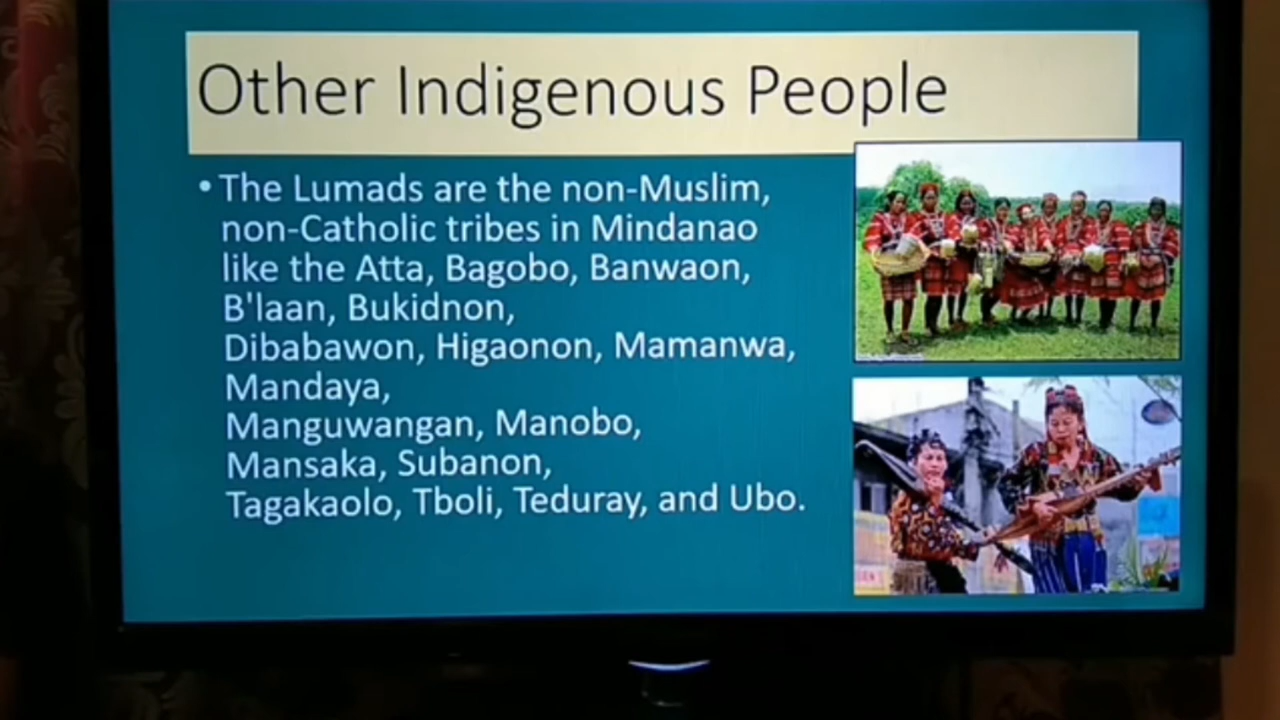 Other Indigenous People
• The Lumads are the non-Muslim,
non-Catholic tribes in Mindanao
like the Atta, Bagobo, Banwaon,
B'laan, Bukidnon,
Dibabawon, Higaonon, Mamanwa,
Mandaya,
Manguwangan, Manobo,
Mansaka, Subanon,
Tagakaolo, Tboli, Teduray, and Ubo.